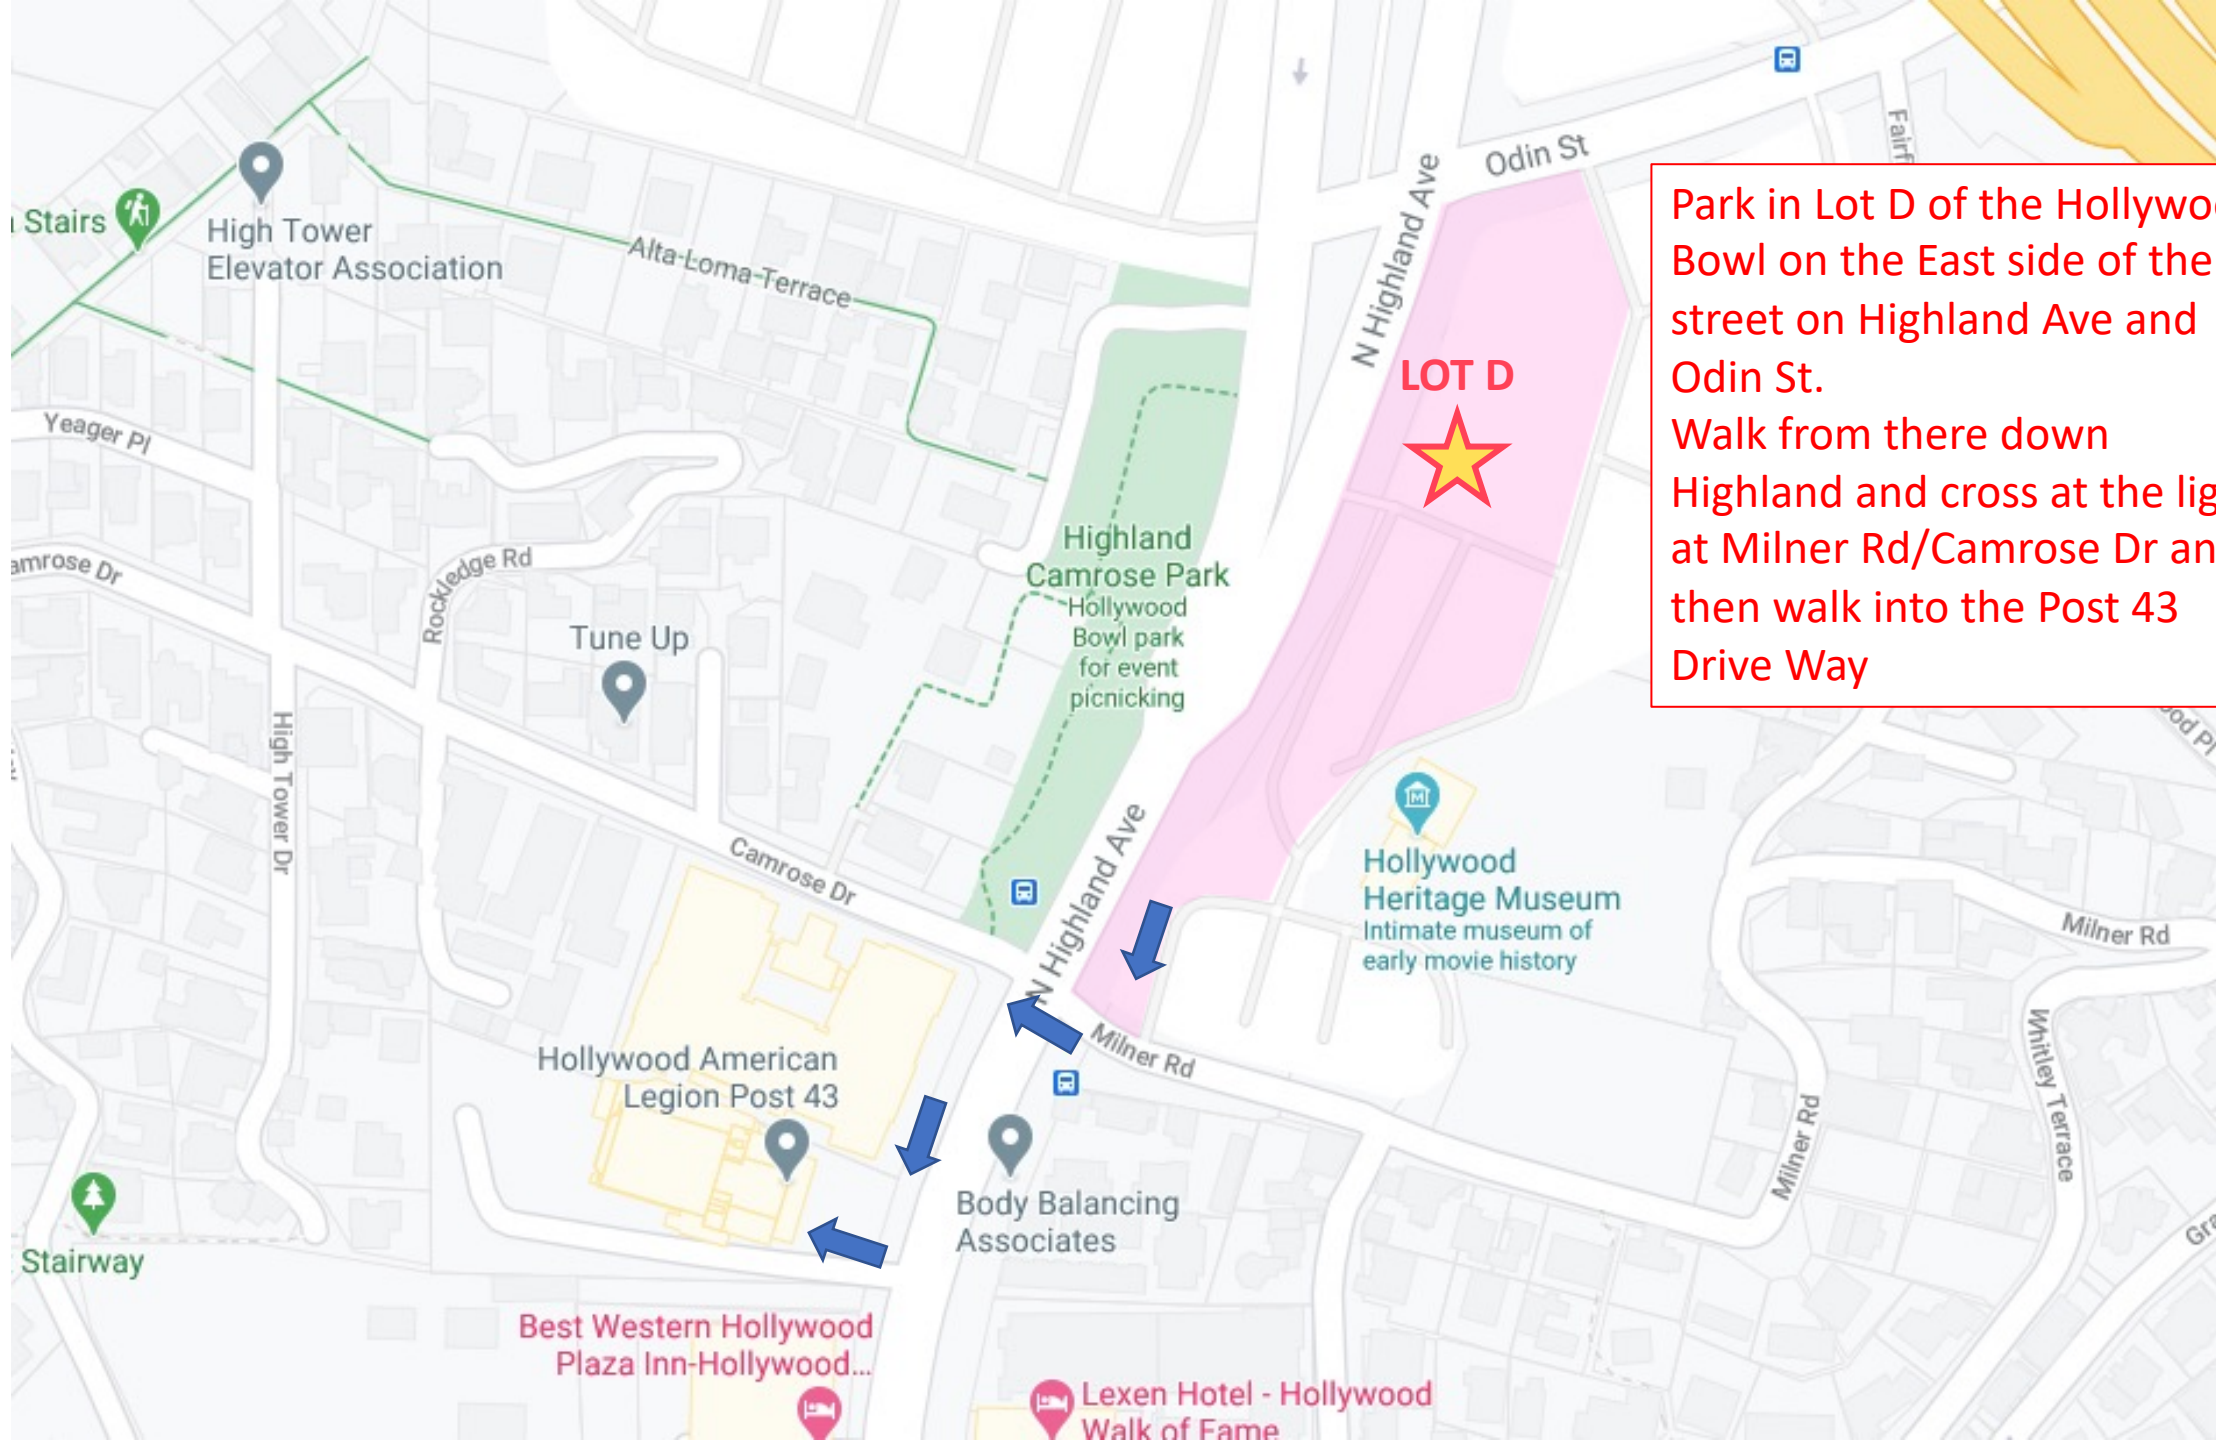 Odin St
Fairf
N Highland Ave
Stairs
High Tower
Elevator Association
Alta Loma Terrace
Park in Lot D of the Hollywo
Bowl on the East side of the
street on Highland Ave and
Odin St.
Walk from there down
Highland and cross at the lig
at Milner Rd/Camrose Dr an
then walk into the Post 43
Drive Way
LOT D
Yeager Pl
amrose Dr
Rockledge Rd
Highland
Camrose Park
Hollywood
Bowl park
for event
picnicking
Tune Up
High Tower Dr
ood Pl
Camrose Dr
N Highland Ave
Hollywood
Heritage Museum
Intimate museum of
early movie history
Milner Rd
Milner Rd
Whitley Terrace
Milner Rd
Hollywood American
Legion Post 43
Body Balancing
Associates
Gra
Stairway
Best Western Hollywood
Plaza Inn-Hollywood...
Lexen Hotel - Hollywood
Walk of Fame